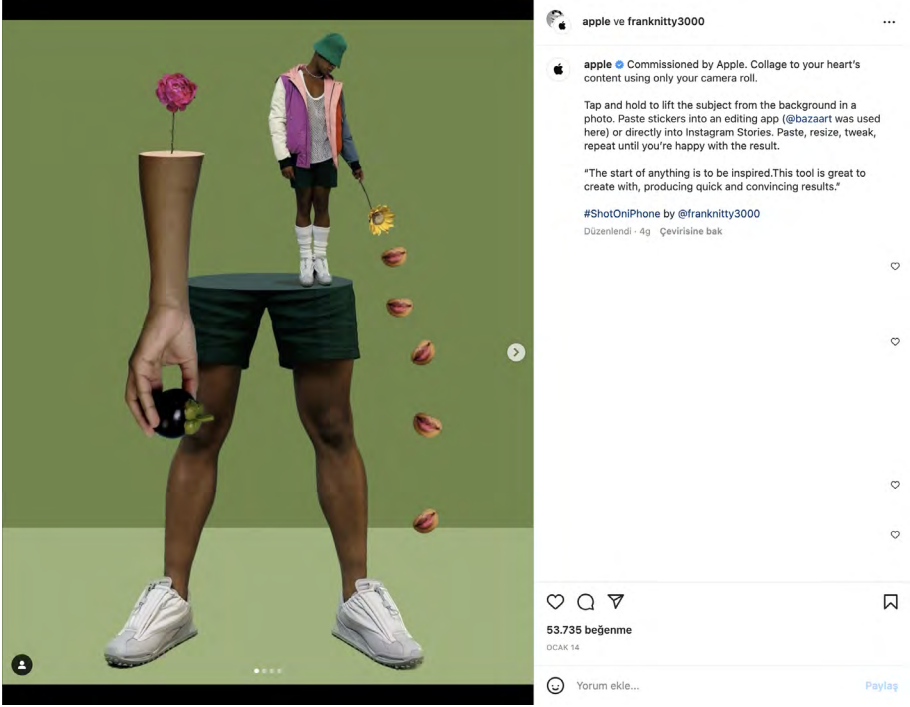 apple ve franknitty3000
apple Commissioned by Apple. Collage to your heart's
content using only your camera roll.
Tap and hold to lift the subject from the background in a
photo. Paste stickers into an editing app (@bazaart was used
here) or directly into Instagram Stories. Paste, resize, tweak,
repeat until you're happy with the result.
“The start of anything is to be inspired.This tool is great to
create with, producing quick and convincing results.”
#ShotOniPhone by @franknitty3000
Düzenlendi · 4g Çevirisine bak
53.735 beğenme
OCAK 14
Yorum ekle... Paylaş